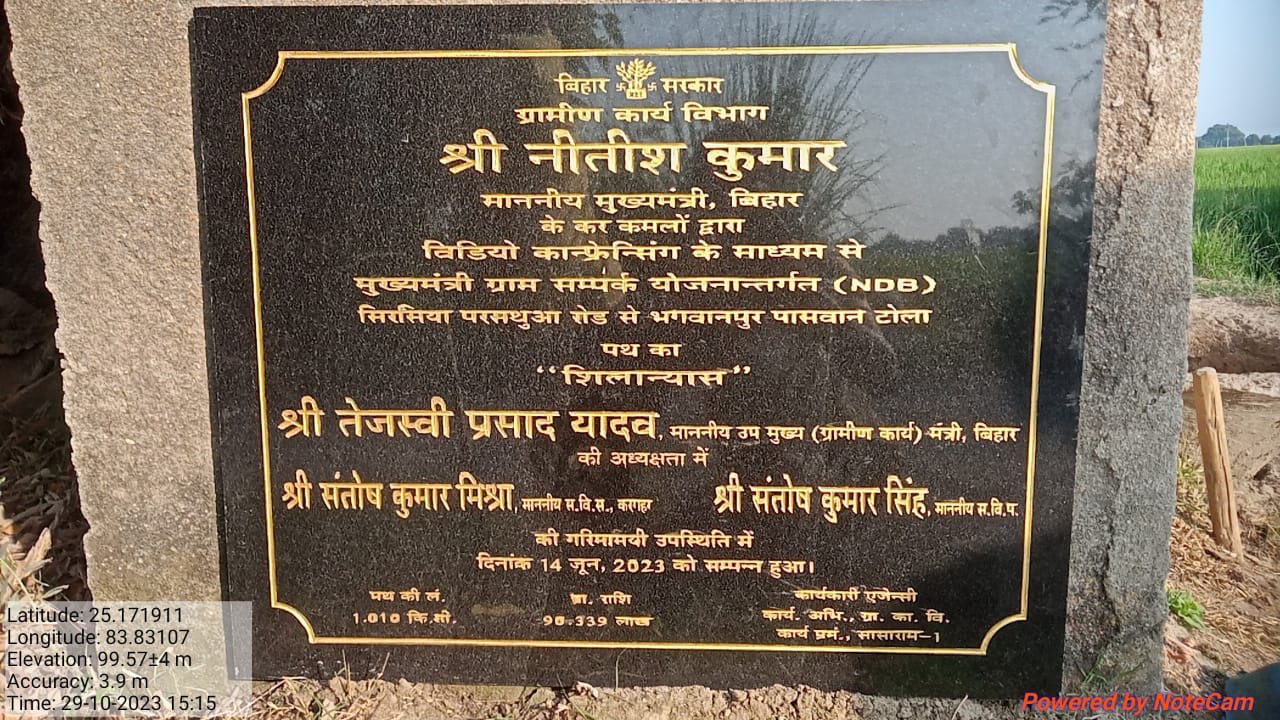 बिहार सरकार
ग्रामीण कार्य विभाग
श्री नीतीश कुमार
माननीय मुख्यमंत्री, बिहार
के कर कमलों द्वारा
विडियो कान्फ्रेन्सिंग के माध्यम से
मुख्यमंत्री ग्राम सम्पर्क योजनान्तर्गत (NDB)
सिरसिया परसथुआ रोड से भगवानपुर पासवान टोला
पथ का
“शिलान्यास”
श्री तेजस्वी प्रसाद यादव, माननीय उप मुख्य (ग्रामीण कार्य) मंत्री, बिहार
की अध्यक्षता में
श्री संतोष कुमार मिश्रा, माननीय स.वि.स., करगहर श्री संतोष कुमार सिंह, माननीय स.वि.प.
की गरिमामयी उपस्थिति में
दिनांक 14 जून, 2023 को सम्पन्न हुआ।
पथ की लं. प्रा. राशि कार्यकारी एजेन्सी
1.010 कि.मी. 90.339 लाख कार्य. अभि., ग्रा. का. वि.
कार्य प्रमं., सासाराम-1
Latitude: 25.171911
Longitude: 83.83107
Elevation: 99.57±4 m
Accuracy: 3.9 m
Time: 29-10-2023 15:15
Powered by NoteCam